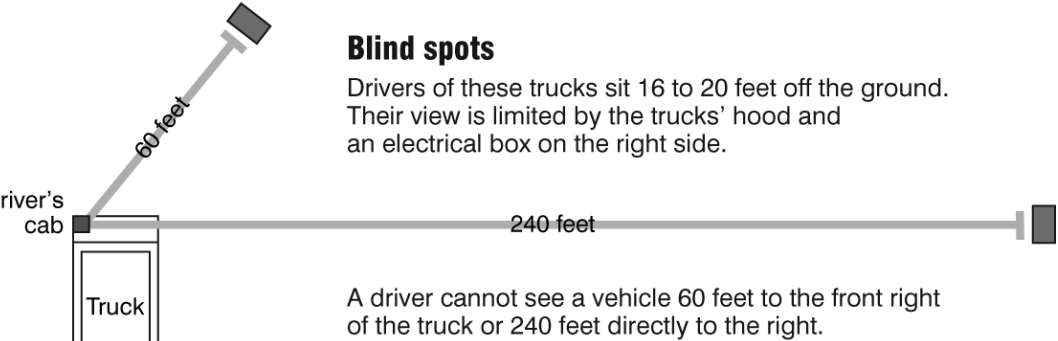 Blind spots
Drivers of these trucks sit 16 to 20 feet off the ground.
Their view is limited by the trucks’ hood and
an electrical box on the right side.
60 feet
river’s
cab
240 feet
Truck
A driver cannot see a vehicle 60 feet to the front right
of the truck or 240 feet directly to the right.